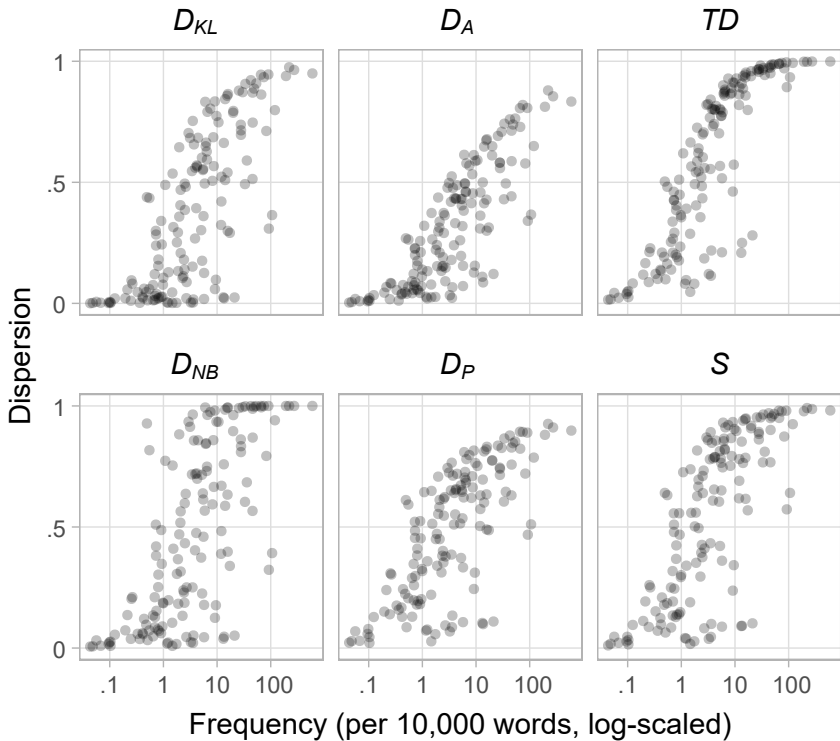 D_KL D_A TD
1
.5
0
D_NB D_P S
1
.5
0
.1 1 10 100 .1 1 10 100 .1 1 10 100
Dispersion
Frequency (per 10,000 words, log-scaled)